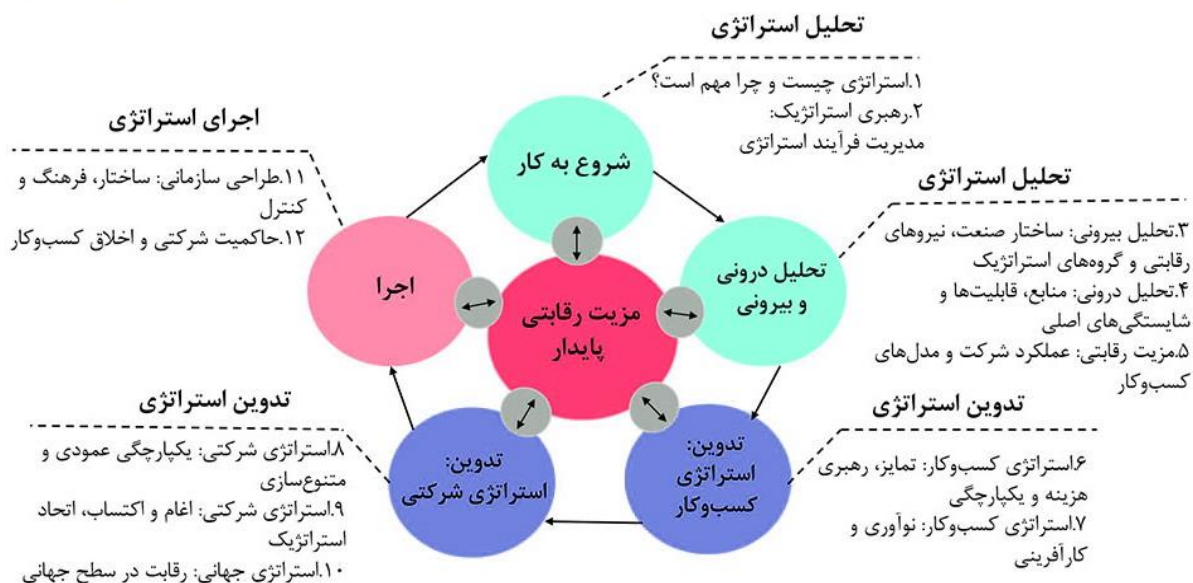 تحلیل استراتژی
۱.استراتژی چیست و چرا مهم است؟
۲.رهبری استراتژیک:
مدیریت فرآیند استراتژی
شروع به کار
تحلیل استراتژی
۳.تحلیل بیرونی: ساختار صنعت، نیروهای
رقابتی و گروه‌های استراتژیک
۴.تحلیل درونی: منابع، قابلیت‌ها و
شایستگی‌های اصلی
۵.مزیت رقابتی: عملکرد شرکت و مدل‌های
کسب‌وکار
تحلیل درونی
و بیرونی
تدوین استراتژی
۶.استراتژی کسب‌وکار: تمایز، رهبری
هزینه و یکپارچگی
۷.استراتژی کسب‌وکار: نوآوری و
کارآفرینی
تدوین:
استراتژی
کسب‌وکار
تدوین استراتژی
۸.استراتژی شرکتی: یکپارچگی عمودی و
متنوع‌سازی
۹.استراتژی شرکتی: اغام و اکتساب، اتحاد
استراتژیک
۱۰.استراتژی جهانی: رقابت در سطح جهانی
تدوین:
استراتژی شرکتی
اجرای استراتژی
۱۱.طراحی سازمانی: ساختار، فرهنگ و
کنترل
۱۲.حاکمیت شرکتی و اخلاق کسب‌وکار
اجرا
مزیت رقابتی
پایدار